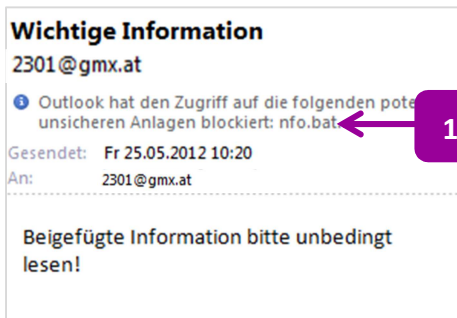 Wichtige Information
2301@gmx.at
Outlook hat den Zugriff auf die folgenden
unsicheren Anlagen blockiert: nfo.bat.
1
Gesendet: Fr 25.05.2012 10:20
An: 2301@gmx.at
Beigefügte Information bitte unbedingt
lesen!